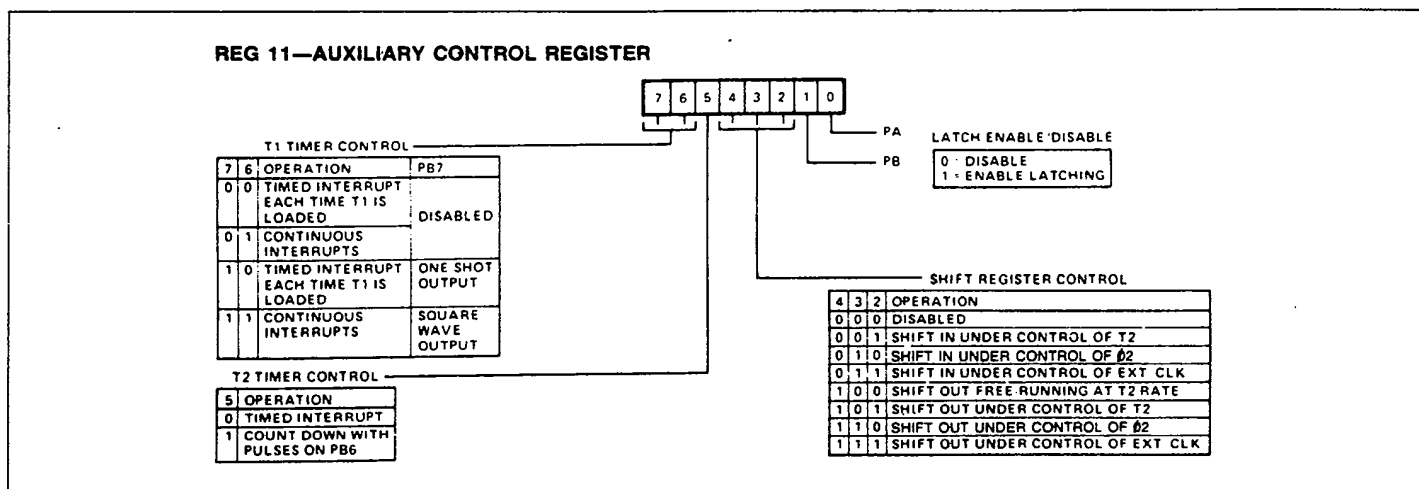 REG 11—AUXILIARY CONTROL REGISTER
7 6 5 4 3 2 1 0
PA
LATCH ENABLE/DISABLE
PB
0 = DISABLE
1 = ENABLE LATCHING
T1 TIMER CONTROL
7 6 OPERATION PB7
0 0 TIMED INTERRUPT
EACH TIME T1 IS
LOADED
DISABLED
0 1 CONTINUOUS
INTERRUPTS
1 0 TIMED INTERRUPT ONE SHOT
EACH TIME T1 IS OUTPUT
LOADED
1 1 CONTINUOUS SQUARE
INTERRUPTS WAVE
OUTPUT
T2 TIMER CONTROL
5 OPERATION
0 TIMED INTERRUPT
1 COUNT DOWN WITH
PULSES ON PB6
SHIFT REGISTER CONTROL
4 3 2 OPERATION
0 0 0 DISABLED
0 0 1 SHIFT IN UNDER CONTROL OF T2
0 1 0 SHIFT IN UNDER CONTROL OF Ø2
0 1 1 SHIFT IN UNDER CONTROL OF EXT CLK
1 0 0 SHIFT OUT FREE-RUNNING AT T2 RATE
1 0 1 SHIFT OUT UNDER CONTROL OF T2
1 1 0 SHIFT OUT UNDER CONTROL OF Ø2
1 1 1 SHIFT OUT UNDER CONTROL OF EXT CLK